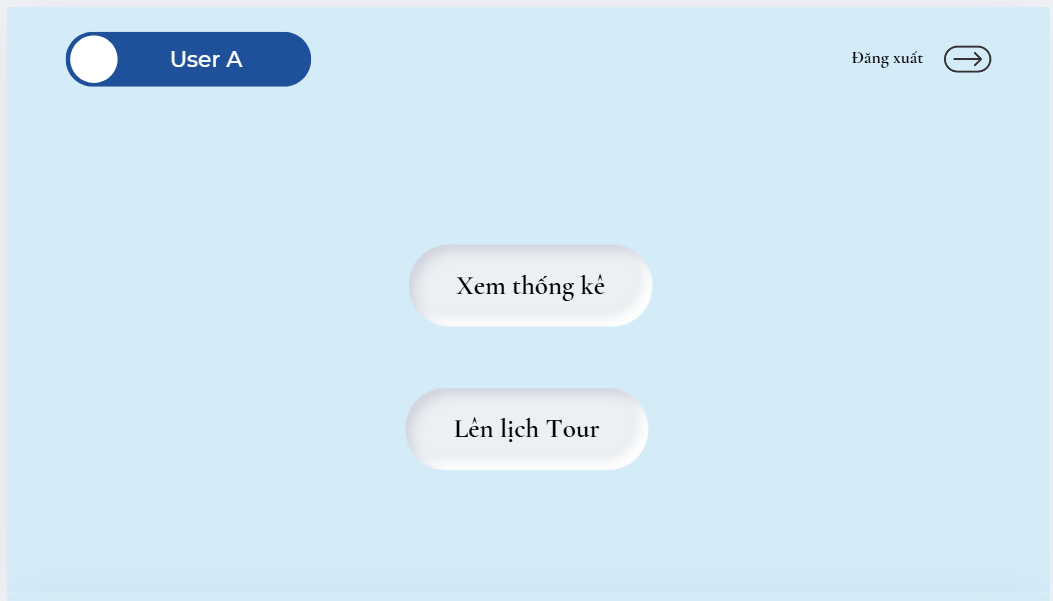 User A
Đăng xuất
Xem thống kê
Lên lịch Tour